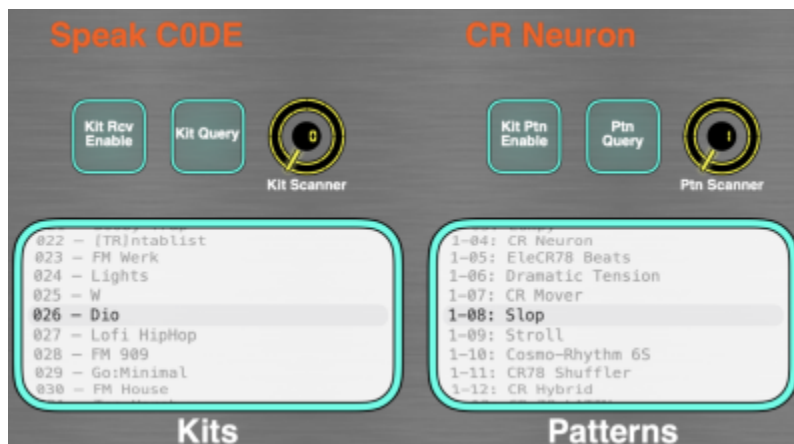 Speak C0DE
CR Neuron
Kit Rcv
Enable
Kit Query
0
Kit Scanner
Kit Ptn
Enable
Ptn
Query
1
Ptn Scanner
022 – [TR]ntablist
023 – FM Werk
024 – Lights
025 – W
026 – Dio
027 – Lofi HipHop
028 – FM 909
029 – Go:Minimal
030 – FM House
Kits
1-04: CR Neuron
1-05: EleCR78 Beats
1-06: Dramatic Tension
1-07: CR Mover
1-08: Slop
1-09: Stroll
1-10: Cosmo-Rhythm 6S
1-11: CR78 Shuffler
1-12: CR Hybrid
Patterns